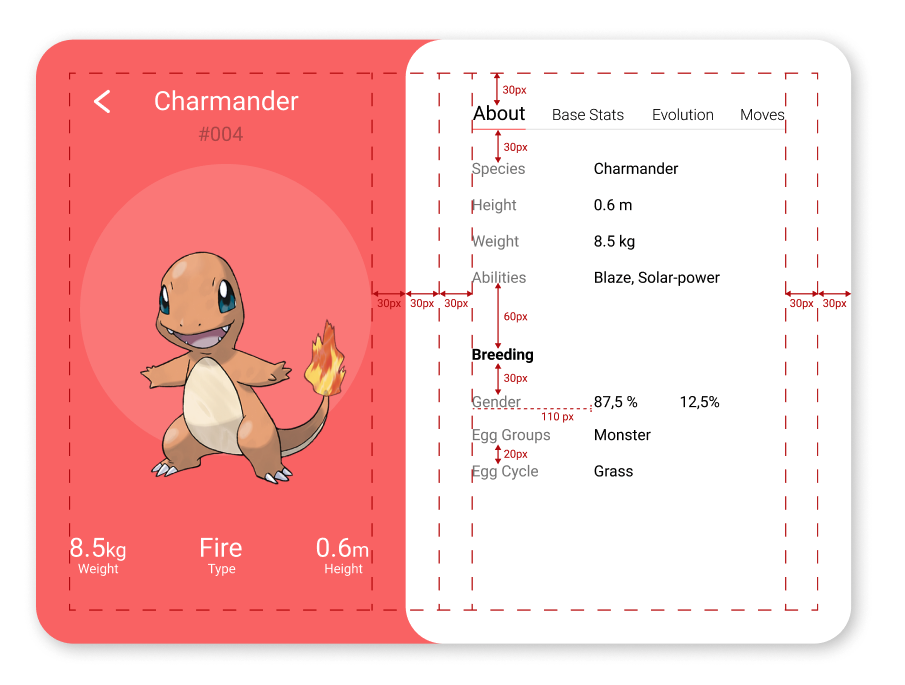 Charmander
#004
8.5kg
Weight
Fire
Type
0.6m
Height
30px
30px
30px
30px
About
Base Stats
Evolution
Moves
30px
Species
Charmander
Height
0.6 m
Weight
8.5 kg
Abilities
Blaze, Solar-power
30px
30px
60px
Breeding
30px
Gender
87,5 %
12,5%
110 px
Egg Groups
Monster
20px
Egg Cycle
Grass